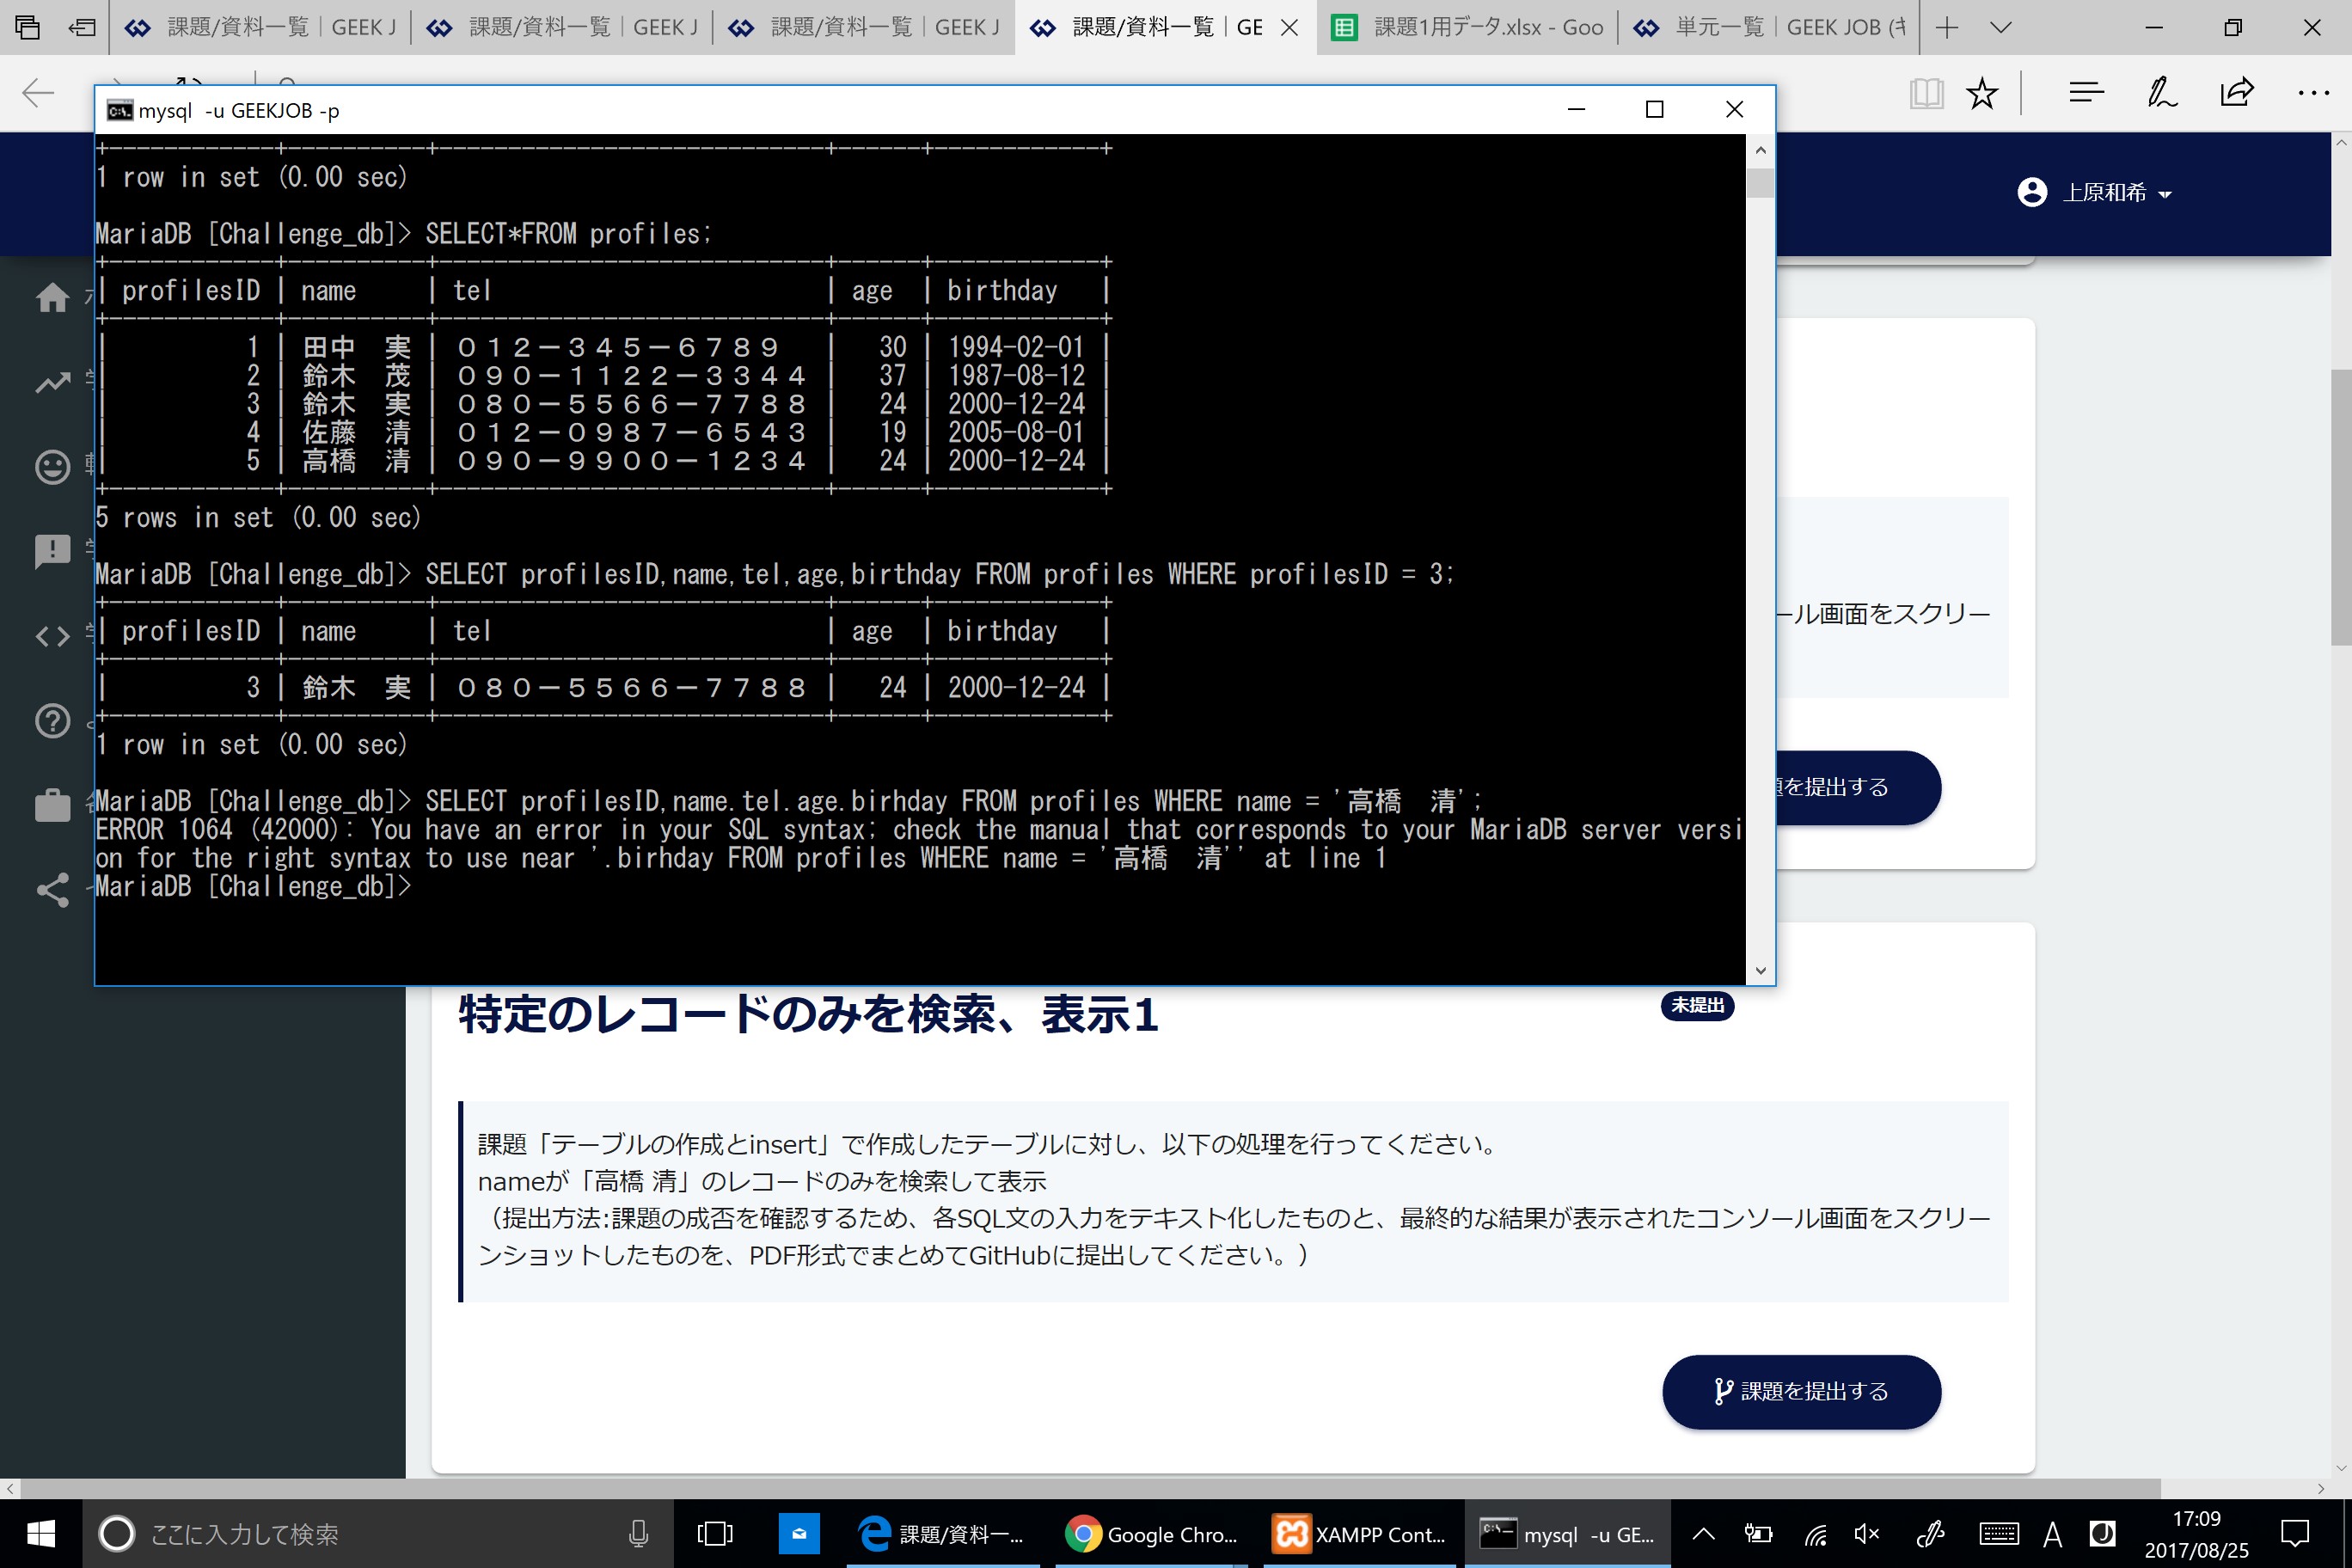 課題/資料一覧｜GEEK J
課題/資料一覧｜GEEK J
課題/資料一覧｜GEEK J
課題/資料一覧｜GE
課題1用データ.xlsx - Goo
単元一覧｜GEEK JOB (ｷ
mysql -u GEEKJOB -p
上原和希
+-------------+----------+----------------------------+------+------------+
1 row in set (0.00 sec)
MariaDB [Challenge_db]> SELECT*FROM profiles;
+-------------+----------+----------------------------+------+------------+
| profilesID | name | tel | age | birthday |
+-------------+----------+----------------------------+------+------------+
| 1 | 田中　実 | ０１２－３４５－６７８９ | 30 | 1994-02-01 |
| 2 | 鈴木　茂 | ０９０－１１２２－３３４４ | 37 | 1987-08-12 |
| 3 | 鈴木　実 | ０８０－５５６６－７７８８ | 24 | 2000-12-24 |
| 4 | 佐藤　清 | ０１２－０９８７－６５４３ | 19 | 2005-08-01 |
| 5 | 高橋　清 | ０９０－９９００－１２３４ | 24 | 2000-12-24 |
+-------------+----------+----------------------------+------+------------+
5 rows in set (0.00 sec)
MariaDB [Challenge_db]> SELECT profilesID,name,tel,age,birthday FROM profiles WHERE profilesID = 3;
+-------------+----------+----------------------------+------+------------+
| profilesID | name | tel | age | birthday |
+-------------+----------+----------------------------+------+------------+
| 3 | 鈴木　実 | ０８０－５５６６－７７８８ | 24 | 2000-12-24 |
+-------------+----------+----------------------------+------+------------+
1 row in set (0.00 sec)
MariaDB [Challenge_db]> SELECT profilesID,name.tel.age.birhday FROM profiles WHERE name = '高橋　清';
ERROR 1064 (42000): You have an error in your SQL syntax; check the manual that corresponds to your MariaDB server versi
on for the right syntax to use near '.birhday FROM profiles WHERE name = '高橋　清'' at line 1
MariaDB [Challenge_db]>
ール画面をスクリー
を提出する
特定のレコードのみを検索、表示1
未提出
課題「テーブルの作成とinsert」で作成したテーブルに対し、以下の処理を行ってください。
nameが「高橋 清」のレコードのみを検索して表示
（提出方法:課題の成否を確認するため、各SQL文の入力をテキスト化したものと、最終的な結果が表示されたコンソール画面をスクリー
ンショットしたものを、PDF形式でまとめてGitHubに提出してください。）
課題を提出する
ここに入力して検索
課題/資料一...
Google Chro...
XAMPP Cont...
mysql -u GE...
A
J
17:09
2017/08/25